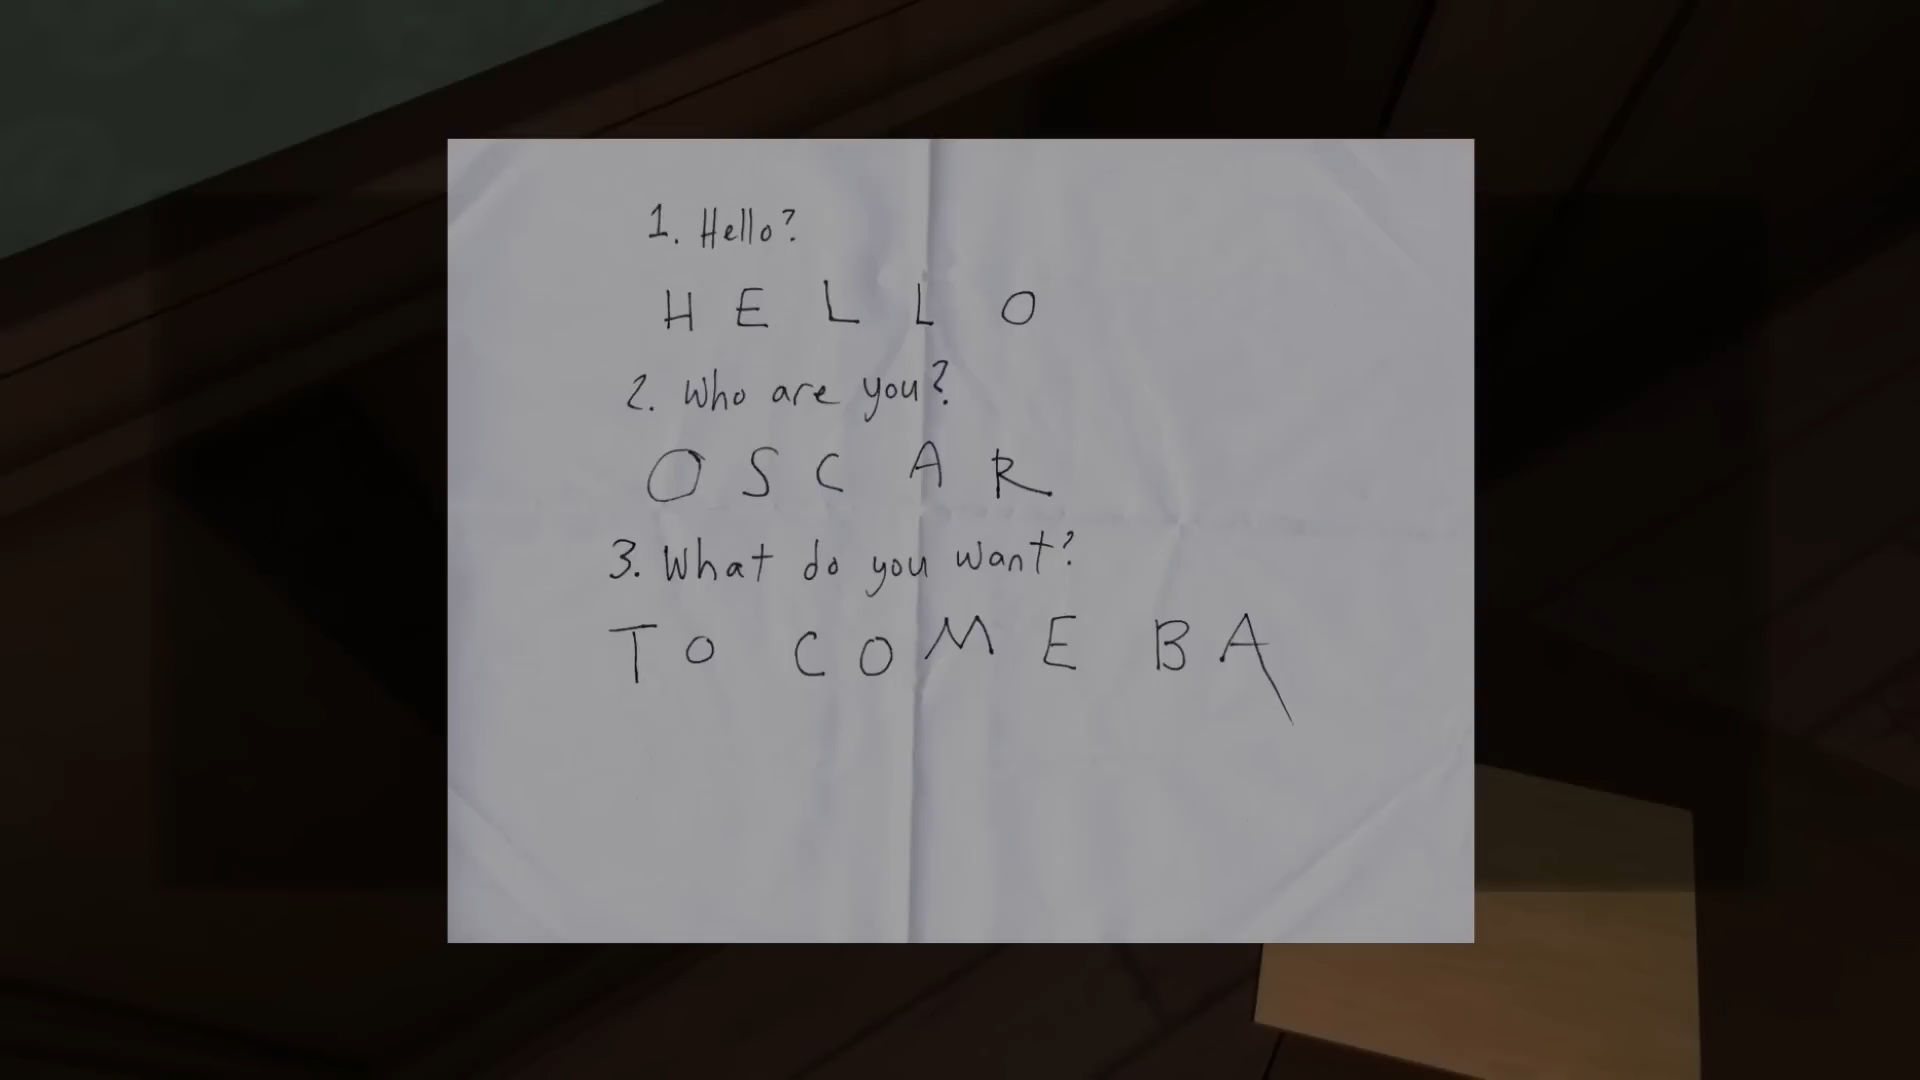 1. Hello?
H E L L O
2. Who are you?
O S C A R
3. What do you want?
T O C O M E B A